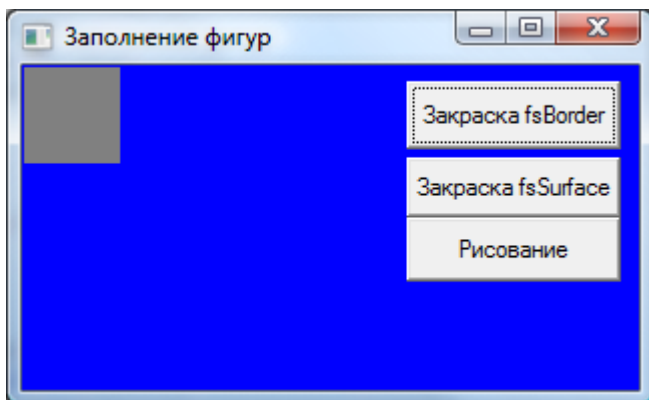 Заполнение фигур
Закраска fsBorder
Закраска fsSurface
Рисование